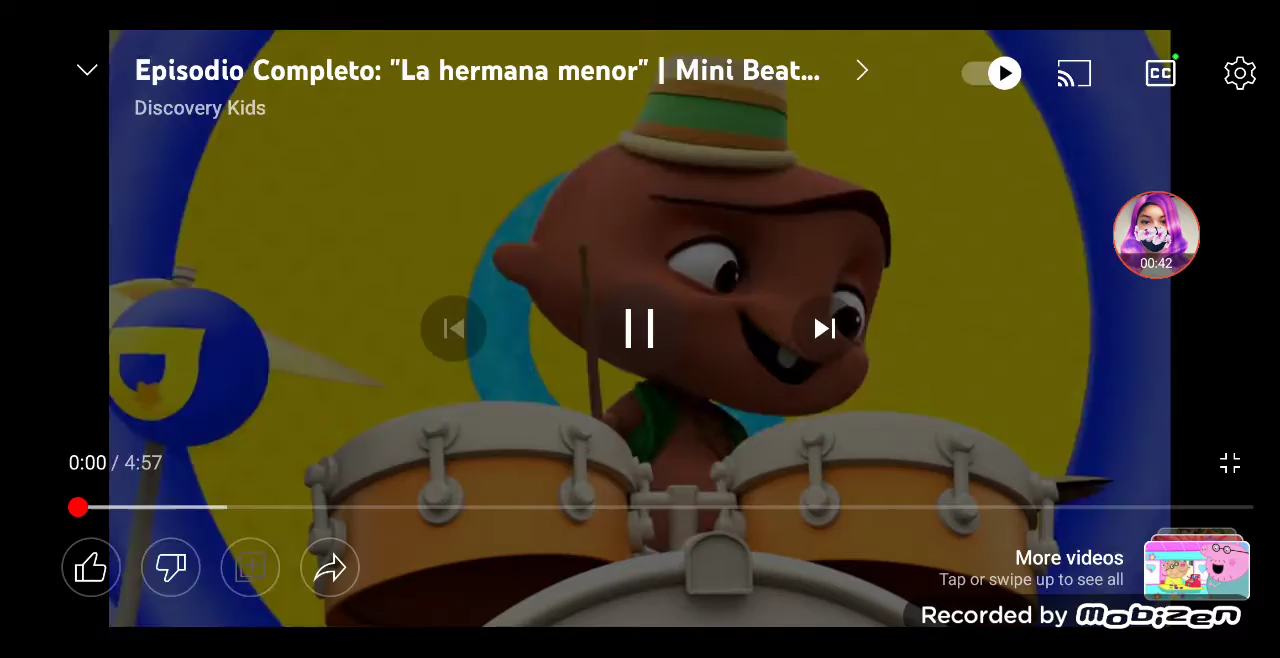 Episodio Completo: "La hermana menor" | Mini Beat...
Discovery Kids
CC
00:42
0:00 / 4:57
More videos
Tap or swipe up to see all
Recorded by mobizen